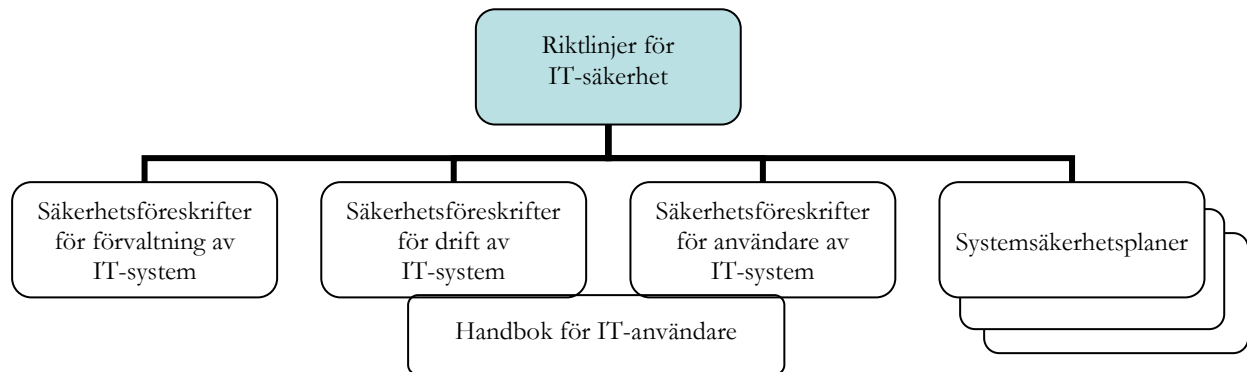 Riktlinjer för
IT-säkerhet
Säkerhetsföreskrifter
för förvaltning av
IT-system
Säkerhetsföreskrifter
för drift av
IT-system
Säkerhetsföreskrifter
för användare av
IT-system
Systemsäkerhetsplaner
Handbok för IT-användare